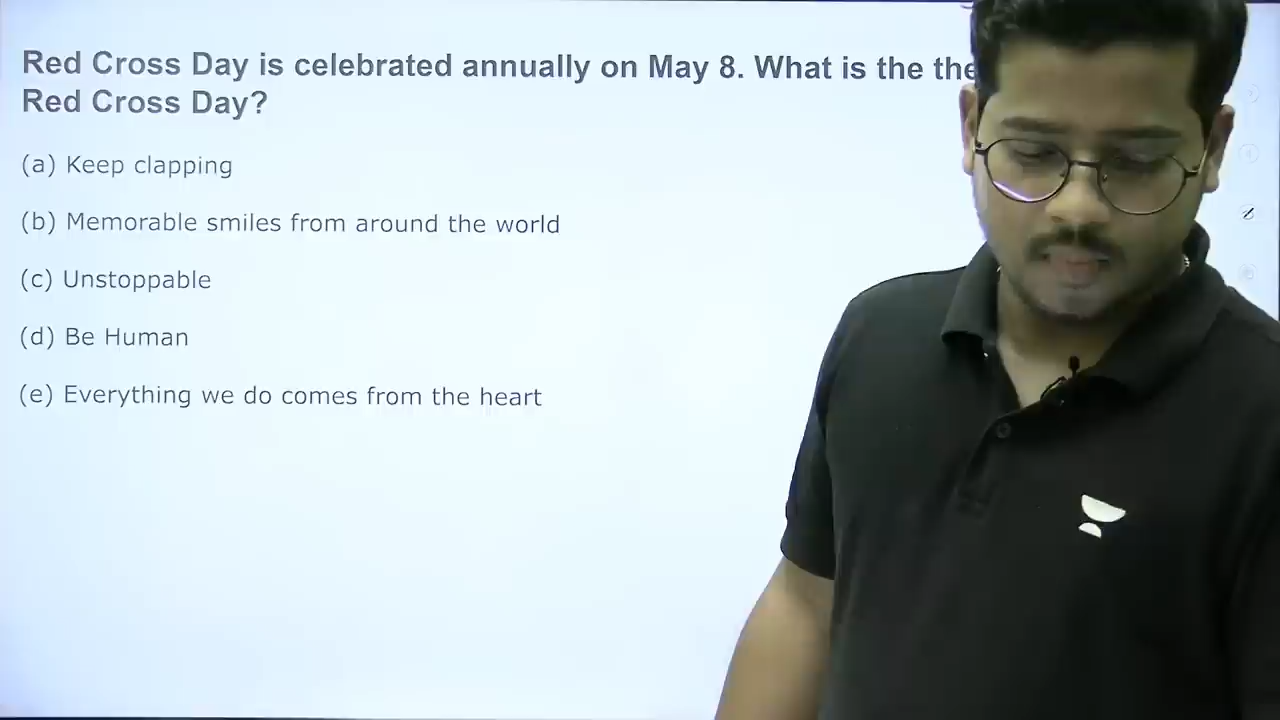 Red Cross Day is celebrated annually on May 8. What is the
Red Cross Day?
(a) Keep clapping
(b) Memorable smiles from around the world
(c) Unstoppable
(d) Be Human
(e) Everything we do comes from the heart